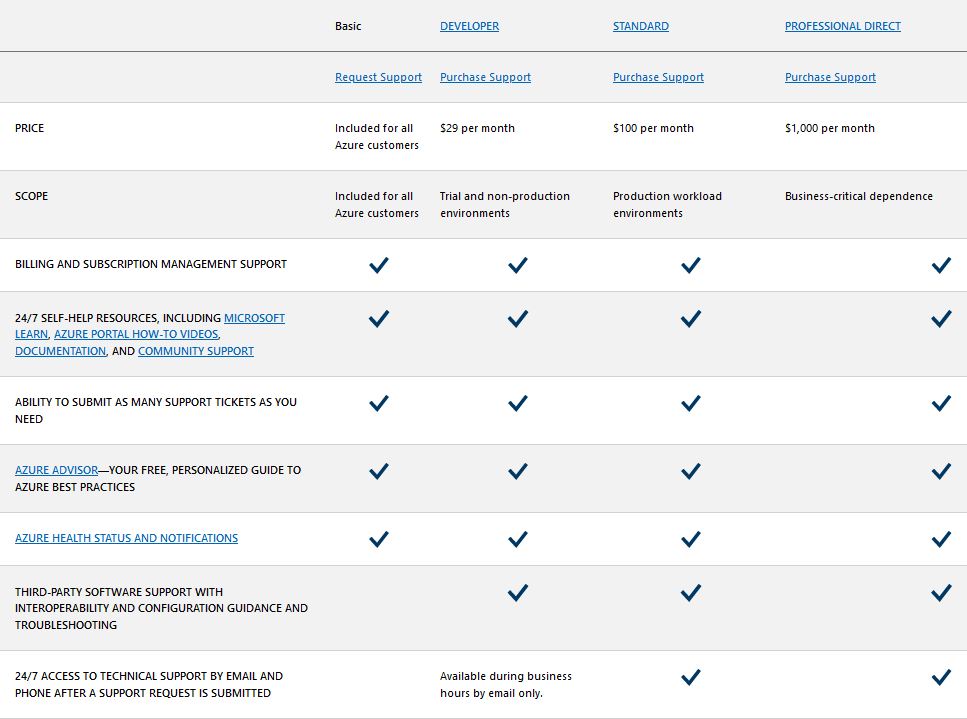 Basic DEVELOPER STANDARD PROFESSIONAL DIRECT
Request Support Purchase Support Purchase Support Purchase Support
PRICE Included for all $29 per month $100 per month $1,000 per month
Azure customers
SCOPE Included for all Trial and non-production Production workload Business-critical dependence
Azure customers environments environments
BILLING AND SUBSCRIPTION MANAGEMENT SUPPORT
24/7 SELF-HELP RESOURCES, INCLUDING MICROSOFT
LEARN, AZURE PORTAL HOW-TO VIDEOS,
DOCUMENTATION, AND COMMUNITY SUPPORT
ABILITY TO SUBMIT AS MANY SUPPORT TICKETS AS YOU
NEED
AZURE ADVISOR—YOUR FREE, PERSONALIZED GUIDE TO
AZURE BEST PRACTICES
AZURE HEALTH STATUS AND NOTIFICATIONS
THIRD-PARTY SOFTWARE SUPPORT WITH
INTEROPERABILITY AND CONFIGURATION GUIDANCE AND
TROUBLESHOOTING
24/7 ACCESS TO TECHNICAL SUPPORT BY EMAIL AND Available during business
PHONE AFTER A SUPPORT REQUEST IS SUBMITTED hours by email only.